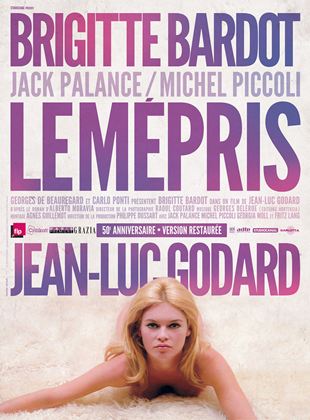 BRIGITTE BARDOT
JACK PALANCE / MICHEL PICCOLI
LE MÉPRIS
GEORGES DE BEAUREGARD ET CARLO PONTI PRÉSENTENT BRIGITTE BARDOT DANS UN FILM DE JEAN-LUC GODARD
D'APRÈS LE ROMAN D'ALBERTO MORAVIA DIRECTEUR DE LA PHOTOGRAPHIE RAOUL COUTARD MUSIQUE GEORGES DELERUE
MONTAGE AGNÈS GUILLEMOT DIRECTEUR DE LA PRODUCTION PHILIPPE DUSSART AVEC JACK PALANCE MICHEL PICCOLI GEORGIA MOLL ET FRITZ LANG
GRAZIA 50E ANNIVERSAIRE • VERSION RESTAURÉE STUDIOCANAL CARLOTTA
JEAN-LUC GODARD